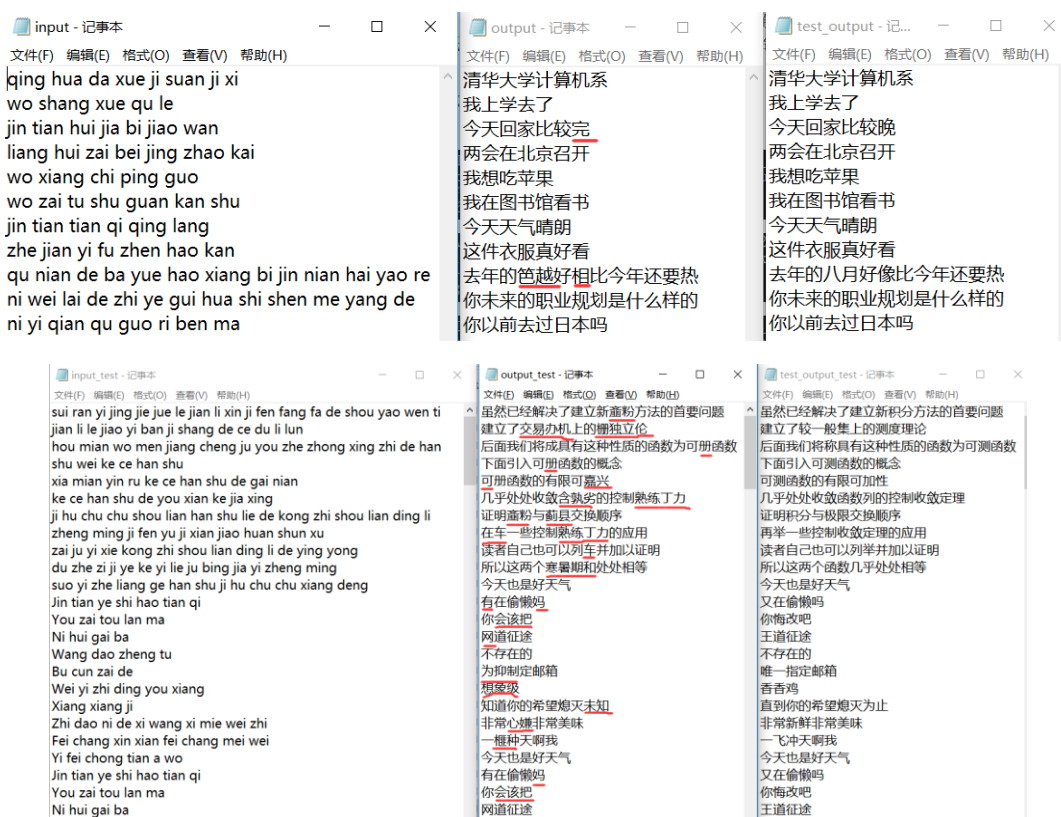 input - 记事本
文件(F) 编辑(E) 格式(O) 查看(V) 帮助(H)
qing hua da xue ji suan ji xi
wo shang xue qu le
jin tian hui jia bi jiao wan
liang hui zai bei jing zhao kai
wo xiang chi ping guo
wo zai tu shu guan kan shu
jin tian tian qi qing lang
zhe jian yi fu zhen hao kan
qu nian de ba yue hao xiang bi jin nian hai yao re
ni wei lai de zhi ye gui hua shi shen me yang de
ni yi qian qu guo ri ben ma
output - 记事本
文件(F) 编辑(E) 格式(O) 查看(V) 帮助(H)
清华大学计算机系
我上学去了
今天回家比较完
两会在北京召开
我想吃苹果
我在图书馆看书
今天天气晴朗
这件衣服真好看
去年的笆越好相比今年还要热
你未来的职业规划是什么样的
你以前去过日本吗
test_output - 记...
文件(F) 编辑(E) 格式(O) 查看(V) 帮助(H)
清华大学计算机系
我上学去了
今天回家比较晚
两会在北京召开
我想吃苹果
我在图书馆看书
今天天气晴朗
这件衣服真好看
去年的八月好像比今年还要热
你未来的职业规划是什么样的
你以前去过日本吗
input_test - 记事本
文件(F) 编辑(E) 格式(O) 查看(V) 帮助(H)
sui ran yi jing jie jue le jian li xin ji fen fang fa de shou yao wen ti
jian li le jiao yi ban ji shang de ce du li lun
hou mian wo men jiang cheng ju you zhe zhong xing zhi de han
shu wei ke ce han shu
xia mian yin ru ke ce han shu de gai nian
ke ce han shu de you xian ke jia xing
ji hu chu chu shou lian han shu lie de kong zhi shou lian ding li
zheng ming ji fen yu ji xian jiao huan shun xu
zai ju yi xie kong zhi shou lian ding li de ying yong
du zhe zi ji ye ke yi lie ju bing jia yi zheng ming
suo yi zhe liang ge han shu ji hu chu chu xiang deng
Jin tian ye shi hao tian qi
You zai tou lan ma
Ni hui gai ba
Wang dao zheng tu
Bu cun zai de
Wei yi zhi ding you xiang
Xiang xiang ji
Zhi dao ni de xi wang xi mie wei zhi
Fei chang xin xian fei chang mei wei
Yi fei chong tian a wo
Jin tian ye shi hao tian qi
You zai tou lan ma
Ni hui gai ba
output_test - 记事本
文件(F) 编辑(E) 格式(O) 查看(V) 帮助(H)
虽然已经解决了建立新齑粉方法的首要问题
建立了交易办机上的栅独立伦
后面我们将成具有这种性质的函数为可册函数
下面引入可册函数的概念
可册函数的有限可嘉兴
几乎处处收敛含孰劣的控制熟练丁力
证明齑粉与蓟县交换顺序
在车一些控制熟练丁力的应用
读者自己也可以列车并加以证明
所以这两个寒暑期和处处相等
今天也是好天气
有在偷懒妈
你会该把
网道征途
不存在的
为抑制定邮箱
想象级
知道你的希望熄灭未知
非常心嫌非常美味
一榧种天啊我
今天也是好天气
有在偷懒妈
你会该把
网道征途
test_output_test - 记事本
文件(F) 编辑(E) 格式(O) 查看(V) 帮助(H)
虽然已经解决了建立新积分方法的首要问题
建立了较一般集上的测度理论
后面我们将称具有这种性质的函数为可测函数
下面引入可测函数的概念
可测函数的有限可加性
几乎处处收敛函数列的控制收敛定理
证明积分与极限交换顺序
再举一些控制收敛定理的应用
读者自己也可以列举并加以证明
所以这两个函数几乎处处相等
今天也是好天气
又在偷懒吗
你悔改吧
王道征途
不存在的
唯一指定邮箱
香香鸡
直到你的希望熄灭为止
非常新鲜非常美味
一飞冲天啊我
今天也是好天气
又在偷懒吗
你悔改吧
王道征途